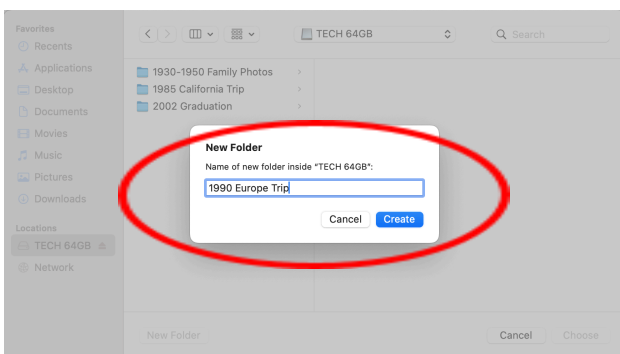 Favorites
Recents
Applications
Desktop
Documents
Movies
Music
Pictures
Downloads
Locations
TECH 64GB
Network
TECH 64GB
Search
1930-1950 Family Photos
1985 California Trip
2002 Graduation
New Folder
Name of new folder inside “TECH 64GB”:
1990 Europe Trip
Cancel
Create
New Folder
Cancel
Choose